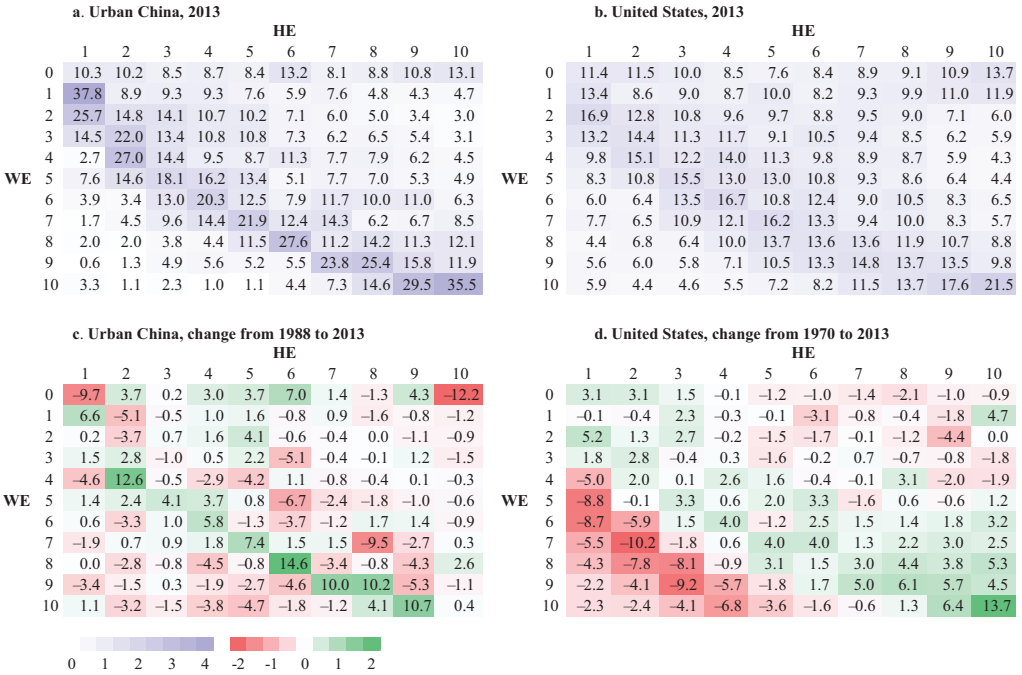 a. Urban China, 2013
HE
1 2 3 4 5 6 7 8 9 10
0 10.3 10.2 8.5 8.7 8.4 13.2 8.1 8.8 10.8 13.1
1 37.8 8.9 9.3 9.3 7.6 5.9 7.6 4.8 4.3 4.7
2 25.7 14.8 14.1 10.7 10.2 7.1 6.0 5.0 3.4 3.0
3 14.5 22.0 13.4 10.8 10.8 7.3 6.2 6.5 5.4 3.1
4 2.7 27.0 14.4 9.5 8.7 11.3 7.7 7.9 6.2 4.5
WE 5 7.6 14.6 18.1 16.2 13.4 5.1 7.7 7.0 5.3 4.9
6 3.9 3.4 13.0 20.3 12.5 7.9 11.7 10.0 11.0 6.3
7 1.7 4.5 9.6 14.4 21.9 12.4 14.3 6.2 6.7 8.5
8 2.0 2.0 3.8 4.4 11.5 27.6 11.2 14.2 11.3 12.1
9 0.6 1.3 4.9 5.6 5.2 5.5 23.8 25.4 15.8 11.9
10 3.3 1.1 2.3 1.0 1.1 4.4 7.3 14.6 29.5 35.5
b. United States, 2013
HE
1 2 3 4 5 6 7 8 9 10
0 11.4 11.5 10.0 8.5 7.6 8.4 8.9 9.1 10.9 13.7
1 13.4 8.6 9.0 8.7 10.0 8.2 9.3 9.9 11.0 11.9
2 16.9 12.8 10.8 9.6 9.7 8.8 9.5 9.0 7.1 6.0
3 13.2 14.4 11.3 11.7 9.1 10.5 9.4 8.5 6.2 5.9
4 9.8 15.1 12.2 14.0 11.3 9.8 8.9 8.7 5.9 4.3
WE 5 8.3 10.8 15.5 13.0 13.0 10.8 9.3 8.6 6.4 4.4
6 6.0 6.4 13.5 16.7 10.8 12.4 9.0 10.5 8.3 6.5
7 7.7 6.5 10.9 12.1 16.2 13.3 9.4 10.0 8.3 5.7
8 4.4 6.8 6.4 10.0 13.7 13.6 13.6 11.9 10.7 8.8
9 5.6 6.0 5.8 7.1 10.5 13.3 14.8 13.7 13.5 9.8
10 5.9 4.4 4.6 5.5 7.2 8.2 11.5 13.7 17.6 21.5
c. Urban China, change from 1988 to 2013
HE
1 2 3 4 5 6 7 8 9 10
0 –9.7 3.7 0.2 3.0 3.7 7.0 1.4 –1.3 4.3 –12.2
1 6.6 –5.1 –0.5 1.0 1.6 –0.8 0.9 –1.6 –0.8 –1.2
2 0.2 –3.7 0.7 1.6 4.1 –0.6 –0.4 0.0 –1.1 –0.9
3 1.5 2.8 –1.0 0.5 2.2 –5.1 –0.4 –0.1 1.2 –1.5
4 –4.6 12.6 –0.5 –2.9 –4.2 1.1 –0.8 –0.4 0.1 –0.3
WE 5 1.4 2.4 4.1 3.7 0.8 –6.7 –2.4 –1.8 –1.0 –0.6
6 0.6 –3.3 1.0 5.8 –1.3 –3.7 –1.2 1.7 1.4 –0.9
7 –1.9 0.7 0.9 1.8 7.4 1.5 1.5 –9.5 –2.7 0.3
8 0.0 –2.8 –0.8 –4.5 –0.8 14.6 –3.4 –0.8 –4.3 2.6
9 –3.4 –1.5 0.3 –1.9 –2.7 –4.6 10.0 10.2 –5.3 –1.1
10 1.1 –3.2 –1.5 –3.8 –4.7 –1.8 –1.2 4.1 10.7 0.4
d. United States, change from 1970 to 2013
HE
1 2 3 4 5 6 7 8 9 10
0 3.1 3.1 1.5 –0.1 –1.2 –1.0 –1.4 –2.1 –1.0 –0.9
1 –0.1 –0.4 2.3 –0.3 –0.1 –3.1 –0.8 –0.4 –1.8 4.7
2 5.2 1.3 2.7 –0.2 –1.5 –1.7 –0.1 –1.2 –4.4 0.0
3 1.8 2.8 –0.4 0.3 –1.6 –0.2 0.7 –0.7 –0.8 –1.8
4 –5.0 2.0 0.1 2.6 1.6 –0.4 –0.1 3.1 –2.0 –1.9
WE 5 –8.8 –0.1 3.3 0.6 2.0 3.3 –1.6 0.6 –0.6 1.2
6 –8.7 –5.9 1.5 4.0 –1.2 2.5 1.5 1.4 1.8 3.2
7 –5.5 –10.2 –1.8 0.6 4.0 4.0 1.3 2.2 3.0 2.5
8 –4.3 –7.8 –8.1 –0.9 3.1 1.5 3.0 4.4 3.8 5.3
9 –2.2 –4.1 –9.2 –5.7 –1.8 1.7 5.0 6.1 5.7 4.5
10 –2.3 –2.4 –4.1 –6.8 –3.6 –1.6 –0.6 1.3 6.4 13.7
0 1 2 3 4 -2 -1 0 1 2